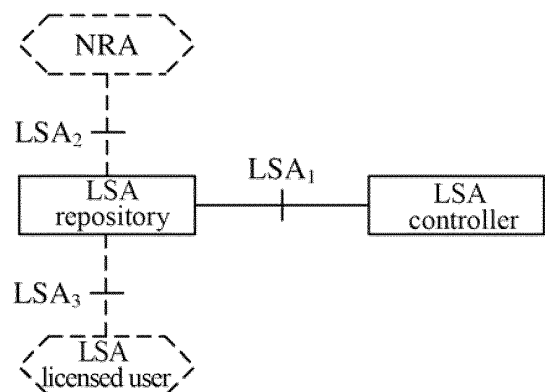 NRA
LSA₂
LSA₁
LSA
repository
LSA
controller
LSA₃
LSA
licensed user